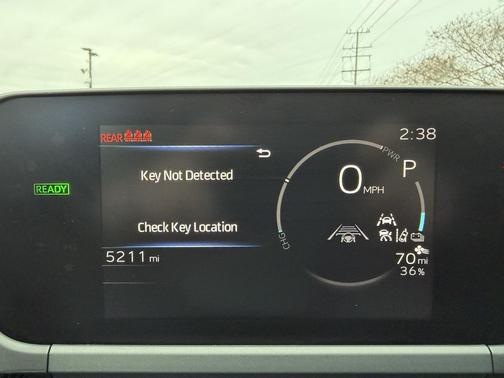 REAR
2:38
PWR
P
READY
Key Not Detected
0 MPH
Check Key Location
CHG
5211 mi
70 mi
36%